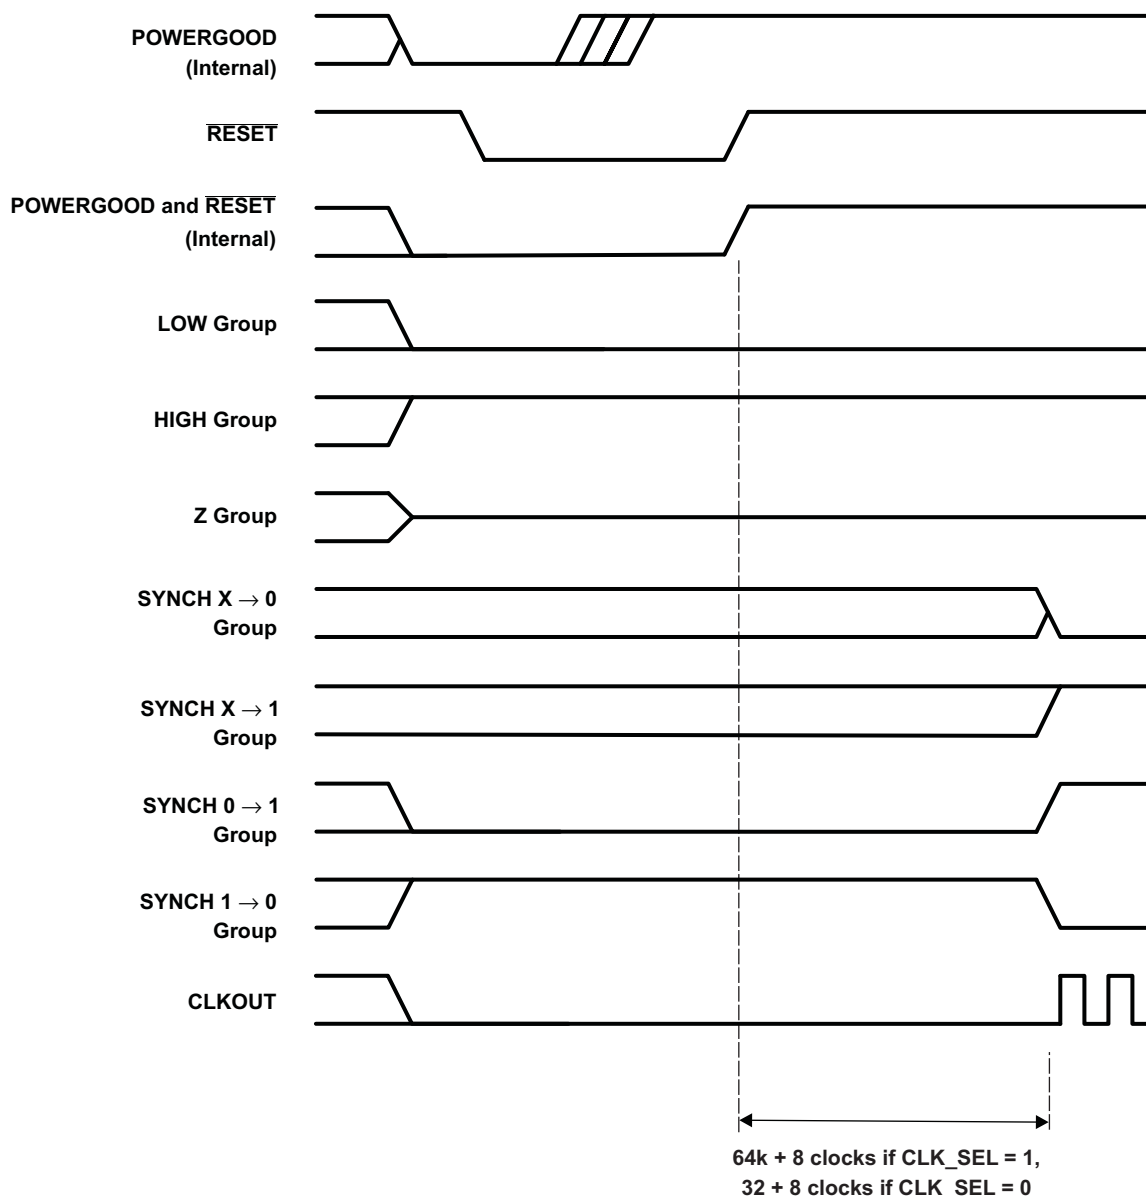 POWERGOOD
(Internal)
RESET
POWERGOOD and RESET
(Internal)
LOW Group
HIGH Group
Z Group
SYNCH X → 0
Group
SYNCH X → 1
Group
SYNCH 0 → 1
Group
SYNCH 1 → 0
Group
CLKOUT
64k + 8 clocks if CLK_SEL = 1,
32 + 8 clocks if CLK_SEL = 0